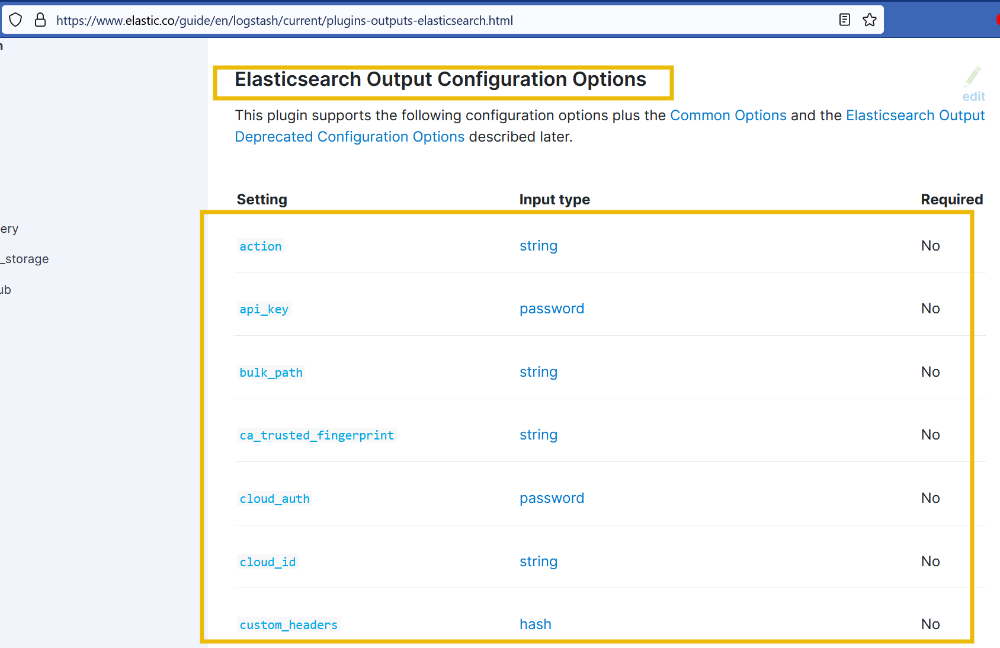 https://www.elastic.co/guide/en/logstash/current/plugins-outputs-elasticsearch.html
ery
_storage
Elasticsearch Output Configuration Options
edit
This plugin supports the following configuration options plus the Common Options and the Elasticsearch Output
Deprecated Configuration Options described later.
Setting Input type Required
action string No
api_key password No
bulk_path string No
ca_trusted_fingerprint string No
cloud_auth password No
cloud_id string No
custom_headers hash No